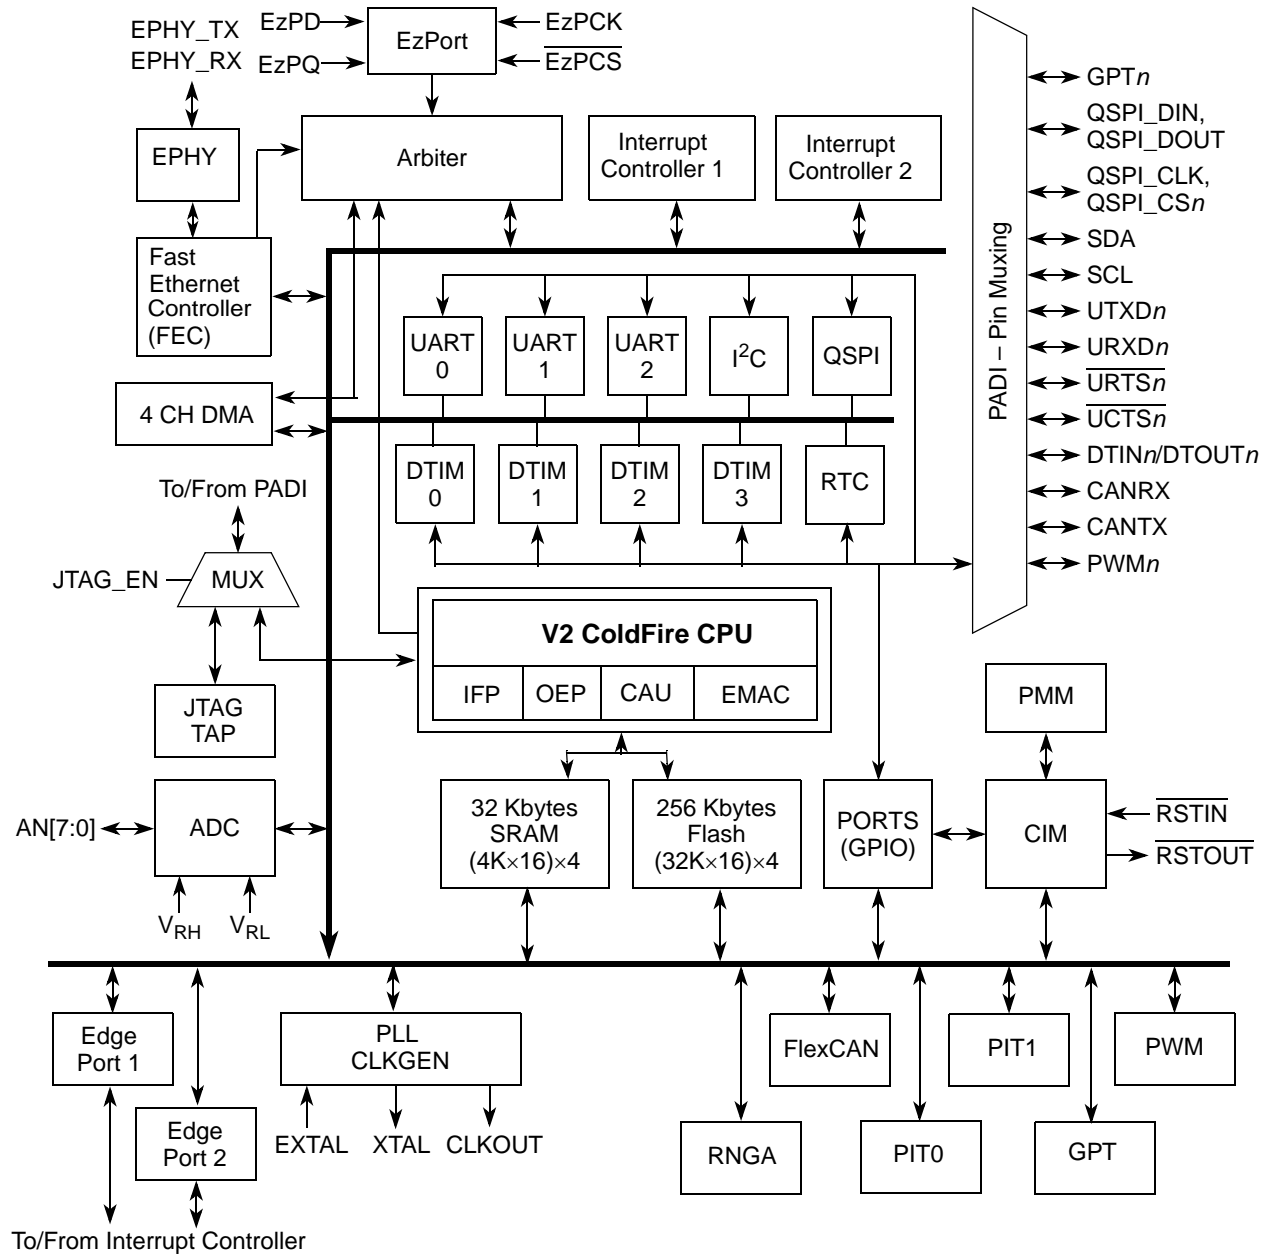 EPHY_TX
EPHY_RX
EzPD
EzPQ
EzPort
EzPCK
EzPCS
EPHY
Arbiter
Interrupt
Controller 1
Interrupt
Controller 2
Fast
Ethernet
Controller
(FEC)
4 CH DMA
UART
0
UART
1
UART
2
I2C
QSPI
DTIM
0
DTIM
1
DTIM
2
DTIM
3
RTC
PADI – Pin Muxing
GPTn
QSPI_DIN,
QSPI_DOUT
QSPI_CLK,
QSPI_CSn
SDA
SCL
UTXDn
URXDn
URTSn
UCTSn
DTINn/DTOUTn
CANRX
CANTX
PWMn
To/From PADI
JTAG_EN
MUX
JTAG
TAP
V2 ColdFire CPU
IFP
OEP
CAU
EMAC
PMM
AN[7:0]
ADC
VRH
VRL
32 Kbytes
SRAM
(4K×16)×4
256 Kbytes
Flash
(32K×16)×4
PORTS
(GPIO)
CIM
RSTIN
RSTOUT
Edge
Port 1
Edge
Port 2
PLL
CLKGEN
EXTAL
XTAL
CLKOUT
FlexCAN
PIT1
PWM
RNGA
PIT0
GPT
To/From Interrupt Controller